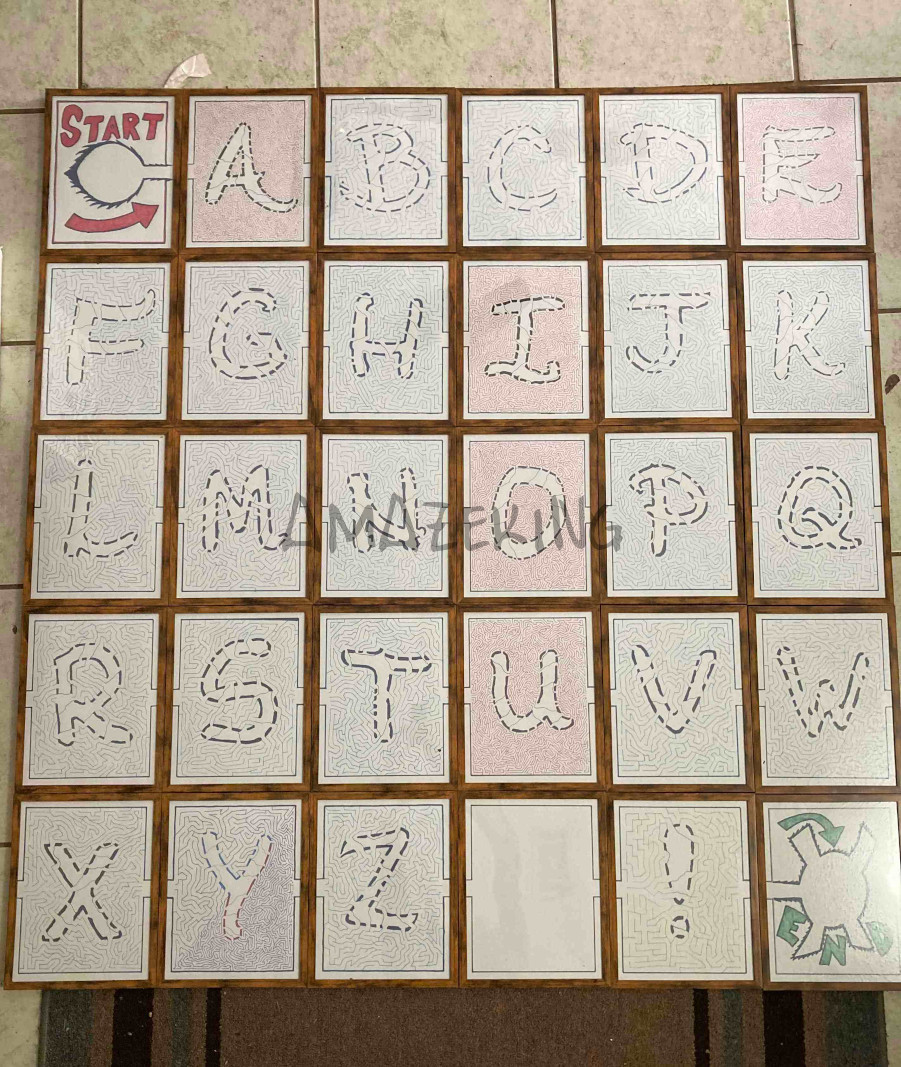 START A B C D E
F G H I J K
L M N O P Q
AMAZEKING
R S T U V W
X Y Z ! END